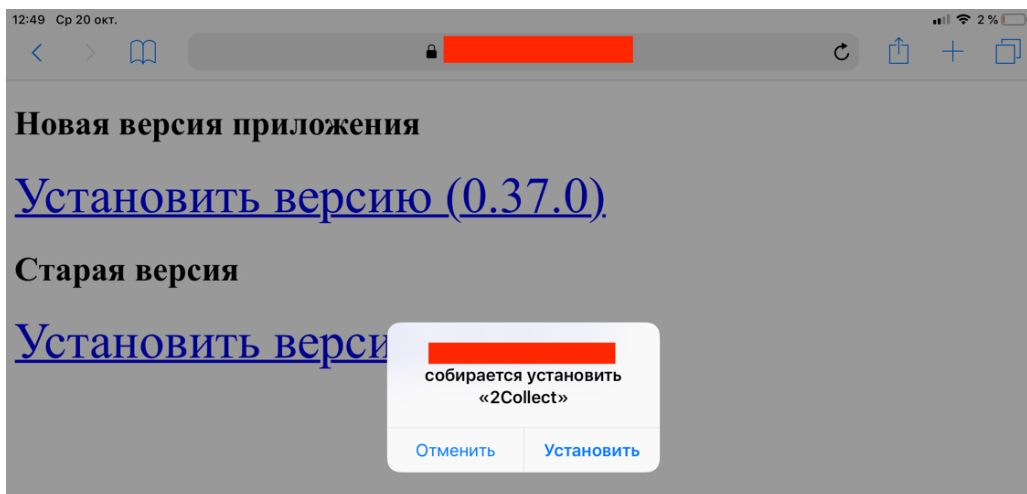 12:49 Ср 20 окт. 2 %
Новая версия приложения
Установить версию (0.37.0)
Старая версия
Установить верси
собирается установить
«2Collect»
Отменить Установить